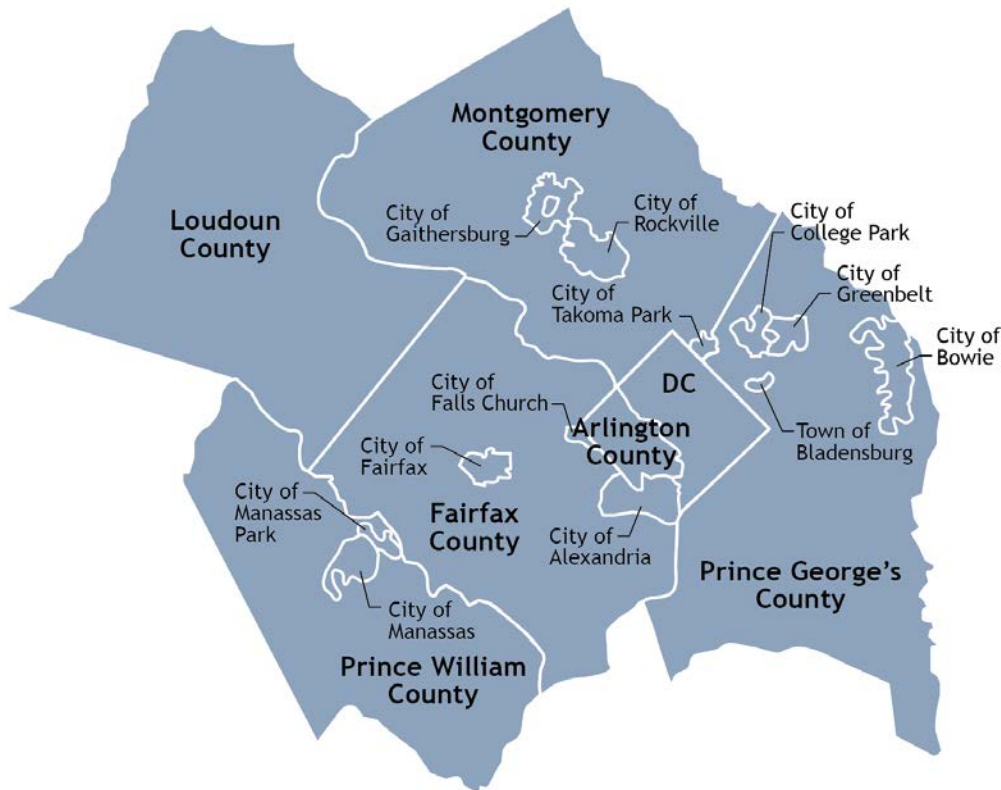 Montgomery
County
Loudoun
County
City of
Gaithersburg
City of
Rockville
City of
College Park
City of
Greenbelt
City of
Takoma Park
City of
Bowie
DC
City of
Falls Church
Arlington
County
Town of
Bladensburg
City of
Fairfax
City of
Manassas
Park
Fairfax
County
City of
Alexandria
Prince George's
County
City of
Manassas
Prince William
County